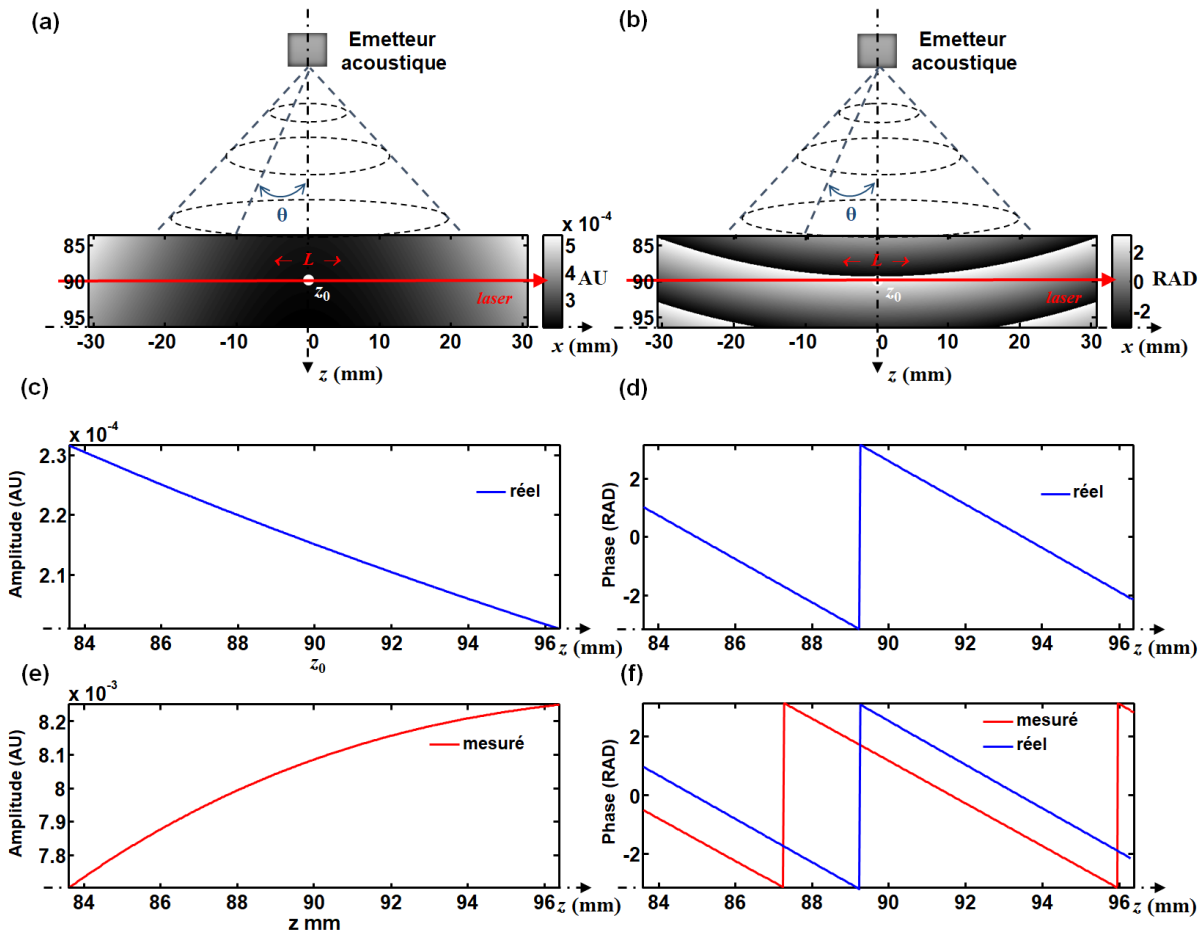 (a)
Emetteur
acoustique
θ
x 10⁻⁴
85
90
95
← L →
z₀
laser
5
4
3
AU
-30 -20 -10 0 10 20 30
x (mm)
z (mm)
(b)
Emetteur
acoustique
θ
85
90
95
← L →
z₀
laser
2
0
-2
RAD
-30 -20 -10 0 10 20 30
x (mm)
z (mm)
(c)
x 10⁻⁴
Amplitude (AU)
2.3
2.2
2.1
réel
84 86 88 90 92 94 96 z (mm)
z₀
(d)
Phase (RAD)
2
0
-2
réel
84 86 88 90 92 94 96 z (mm)
(e)
x 10⁻³
Amplitude (AU)
8.2
8.1
8
7.9
7.8
mesuré
84 86 88 90 92 94 96 z (mm)
z mm
(f)
Phase (RAD)
2
0
-2
mesuré
réel
84 86 88 90 92 94 96 z (mm)